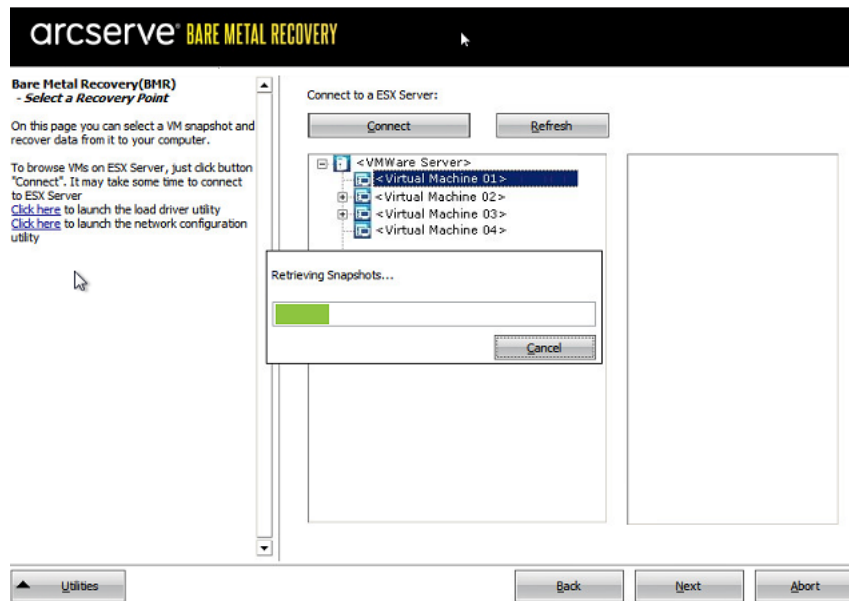 arcserve® BARE METAL RECOVERY
Bare Metal Recovery(BMR)
- Select a Recovery Point
On this page you can select a VM snapshot and
recover data from it to your computer.
To browse VMs on ESX Server, just click button
"Connect". It may take some time to connect
to ESX Server
Click here to launch the load driver utility
Click here to launch the network configuration
utility
Connect to a ESX Server:
Connect
Refresh
<VMWare Server>
<Virtual Machine 01>
<Virtual Machine 02>
<Virtual Machine 03>
<Virtual Machine 04>
Retrieving Snapshots...
Cancel
Utilities
Back
Next
Abort